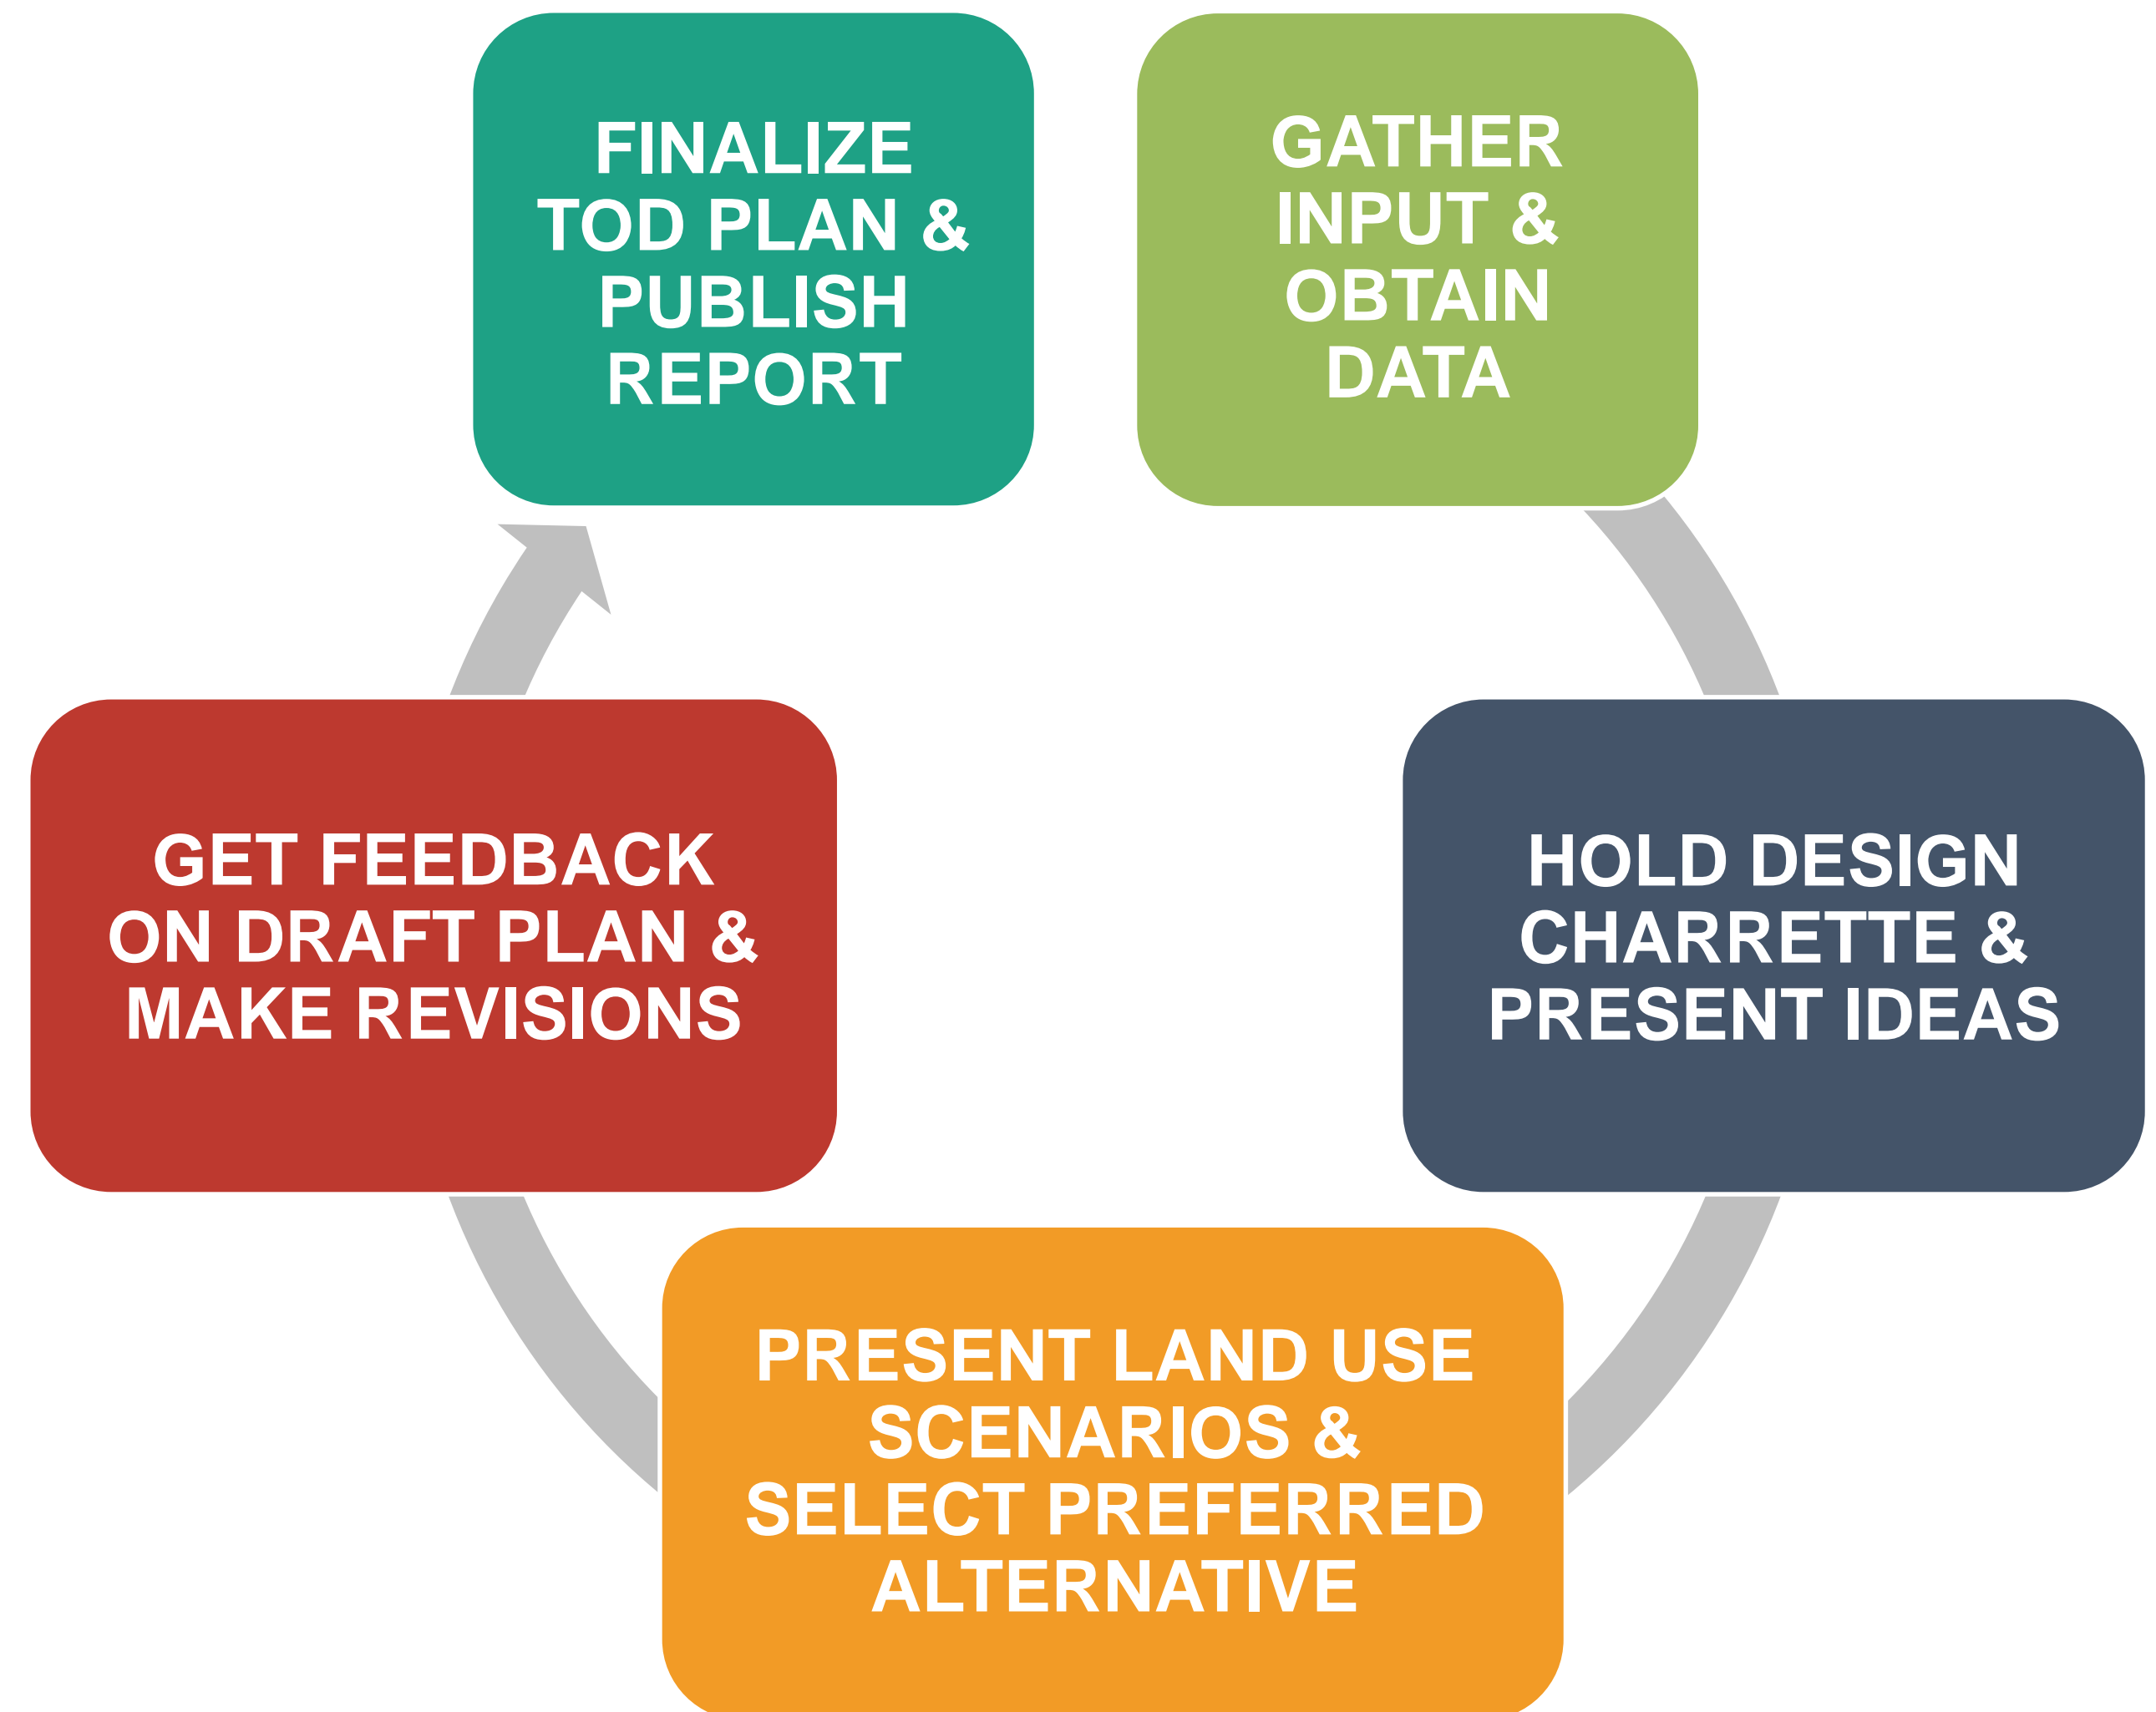 FINALIZE
TOD PLAN &
PUBLISH
REPORT
GATHER
INPUT &
OBTAIN
DATA
HOLD DESIGN
CHARRETTE &
PRESENT IDEAS
PRESENT LAND USE
SCENARIOS &
SELECT PREFERRED
ALTERNATIVE
GET FEEDBACK
ON DRAFT PLAN &
MAKE REVISIONS